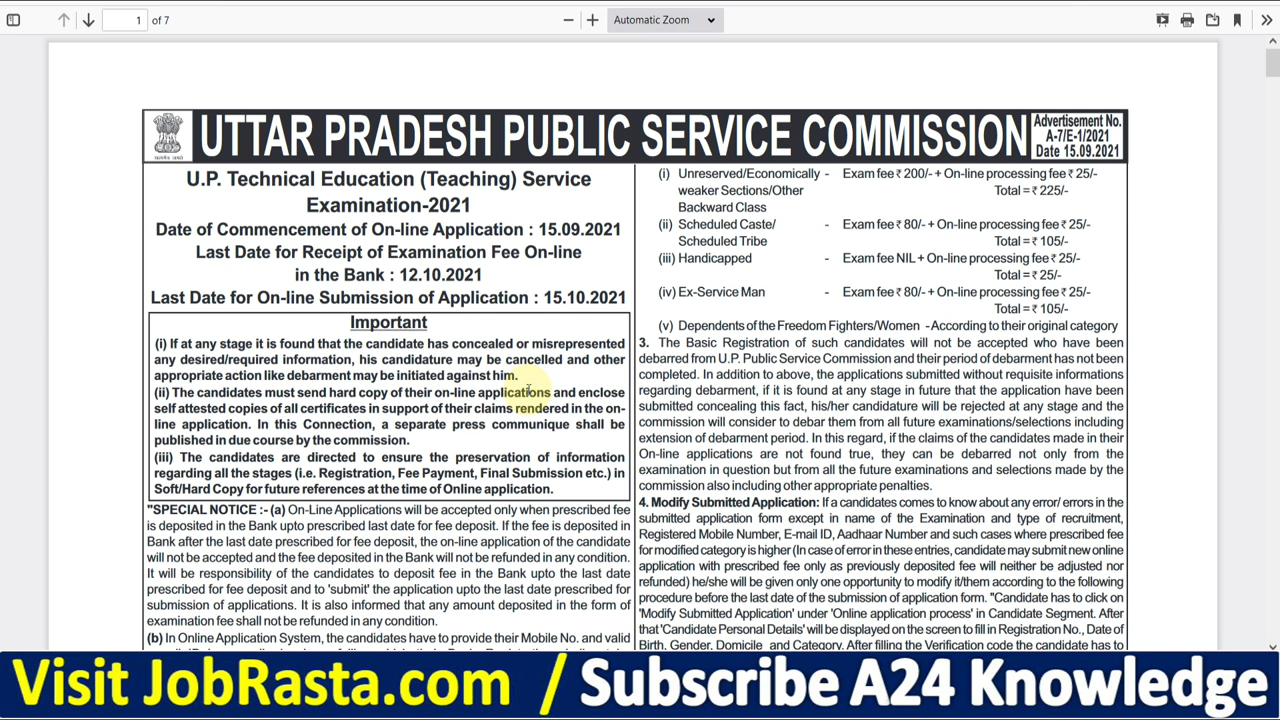 1 of 7
Automatic Zoom
UTTAR PRADESH PUBLIC SERVICE COMMISSION
Advertisement No.
A-7/E-1/2021
Date 15.09.2021
U.P. Technical Education (Teaching) Service
Examination-2021
Date of Commencement of On-line Application : 15.09.2021
Last Date for Receipt of Examination Fee On-line
in the Bank : 12.10.2021
Last Date for On-line Submission of Application : 15.10.2021
Important
(i) If at any stage it is found that the candidate has concealed or misrepresented
any desired/required information, his candidature may be cancelled and other
appropriate action like debarment may be initiated against him.
(ii) The candidates must send hard copy of their on-line applications and enclose
self attested copies of all certificates in support of their claims rendered in the on-
line application. In this Connection, a separate press communique shall be
published in due course by the commission.
(iii) The candidates are directed to ensure the preservation of information
regarding all the stages (i.e. Registration, Fee Payment, Final Submission etc.) in
Soft/Hard Copy for future references at the time of Online application.
"SPECIAL NOTICE :- (a) On-Line Applications will be accepted only when prescribed fee
is deposited in the Bank upto prescribed last date for fee deposit. If the fee is deposited in
Bank after the last date prescribed for fee deposit, the on-line application of the candidate
will not be accepted and the fee deposited in the Bank will not be refunded in any condition.
It will be responsibility of the candidates to deposit fee in the Bank upto the last date
prescribed for fee deposit and to 'submit' the application upto the last date prescribed for
submission of applications. It is also informed that any amount deposited in the form of
examination fee shall not be refunded in any condition.
(b) In Online Application System, the candidates have to provide their Mobile No. and valid
(i) Unreserved/Economically - Exam fee ₹ 200/- + On-line processing fee ₹ 25/-
weaker Sections/Other Total = ₹ 225/-
Backward Class
(ii) Scheduled Caste/ - Exam fee ₹ 80/- + On-line processing fee ₹ 25/-
Scheduled Tribe Total = ₹ 105/-
(iii) Handicapped - Exam fee NIL + On-line processing fee ₹ 25/-
Total = ₹ 25/-
(iv) Ex-Service Man - Exam fee ₹ 80/- + On-line processing fee ₹ 25/-
Total = ₹ 105/-
(v) Dependents of the Freedom Fighters/Women - According to their original category
3. The Basic Registration of such candidates will not be accepted who have been
debarred from U.P. Public Service Commission and their period of debarment has not been
completed. In addition to above, the applications submitted without requisite informations
regarding debarment, if it is found at any stage in future that the application have been
submitted concealing this fact, his/her candidature will be rejected at any stage and the
commission will consider to debar them from all future examinations/selections including
extension of debarment period. In this regard, if the claims of the candidates made in their
On-line applications are not found true, they can be debarred not only from the
examination in question but from all the future examinations and selections made by the
commission also including other appropriate penalties.
4. Modify Submitted Application: If a candidates comes to know about any error/ errors in the
submitted application form except in name of the Examination and type of recruitment,
Registered Mobile Number, E-mail ID, Aadhaar Number and such cases where prescribed fee
for modified category is higher (In case of error in these entries, candidate may submit new online
application with prescribed fee only as previously deposited fee will neither be adjusted nor
refunded) he/she will be given only one opportunity to modify it/them according to the following
procedure before the last date of the submission of application form. "Candidate has to click on
'Modify Submitted Application' under 'Online application process' in Candidate Segment. After
that 'Candidate Personal Details' will be displayed on the screen to fill in Registration No., Date of
Birth, Gender, Domicile and Category. After filling the Verification code the candidate has to
Visit JobRasta.com / Subscribe A24 Knowledge